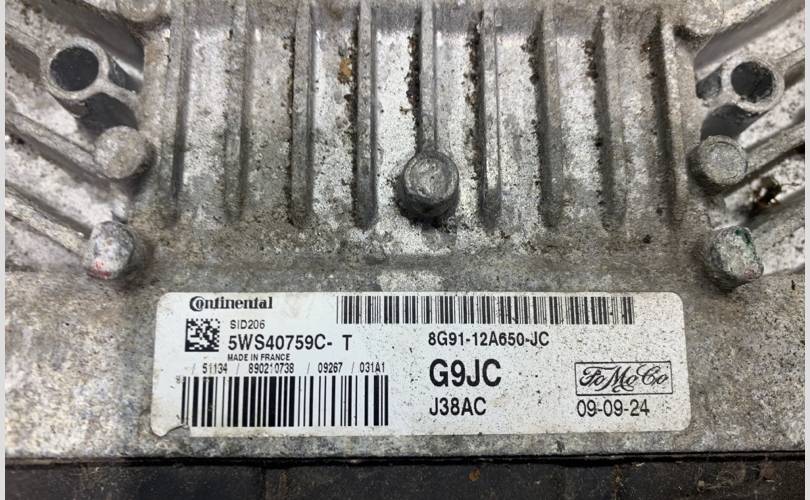 Continental
SID206
5WS40759C- T
MADE IN FRANCE
/ 51134 / 890210738 / 09267 / 031A1
8G91-12A650-JC
G9JC
FoMoCo
J38AC
09-09-24